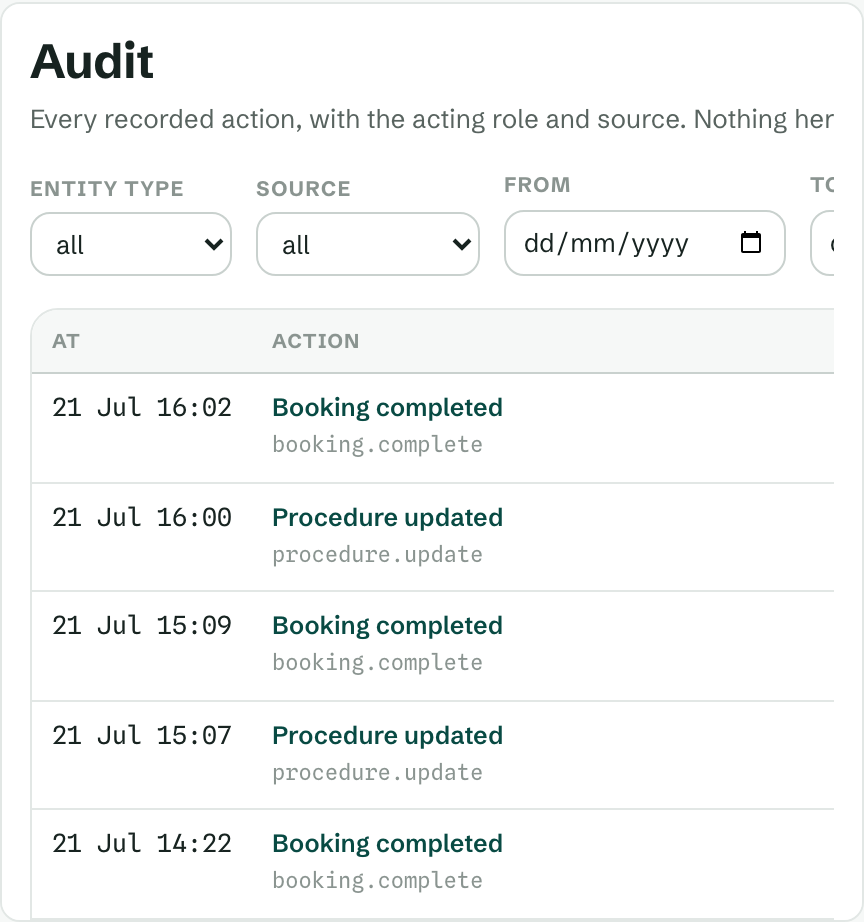 Audit
Every recorded action, with the acting role and source. Nothing her
ENTITY TYPE SOURCE FROM TO
all all dd/mm/yyyy
AT ACTION
21 Jul 16:02 Booking completed
booking.complete
21 Jul 16:00 Procedure updated
procedure.update
21 Jul 15:09 Booking completed
booking.complete
21 Jul 15:07 Procedure updated
procedure.update
21 Jul 14:22 Booking completed
booking.complete